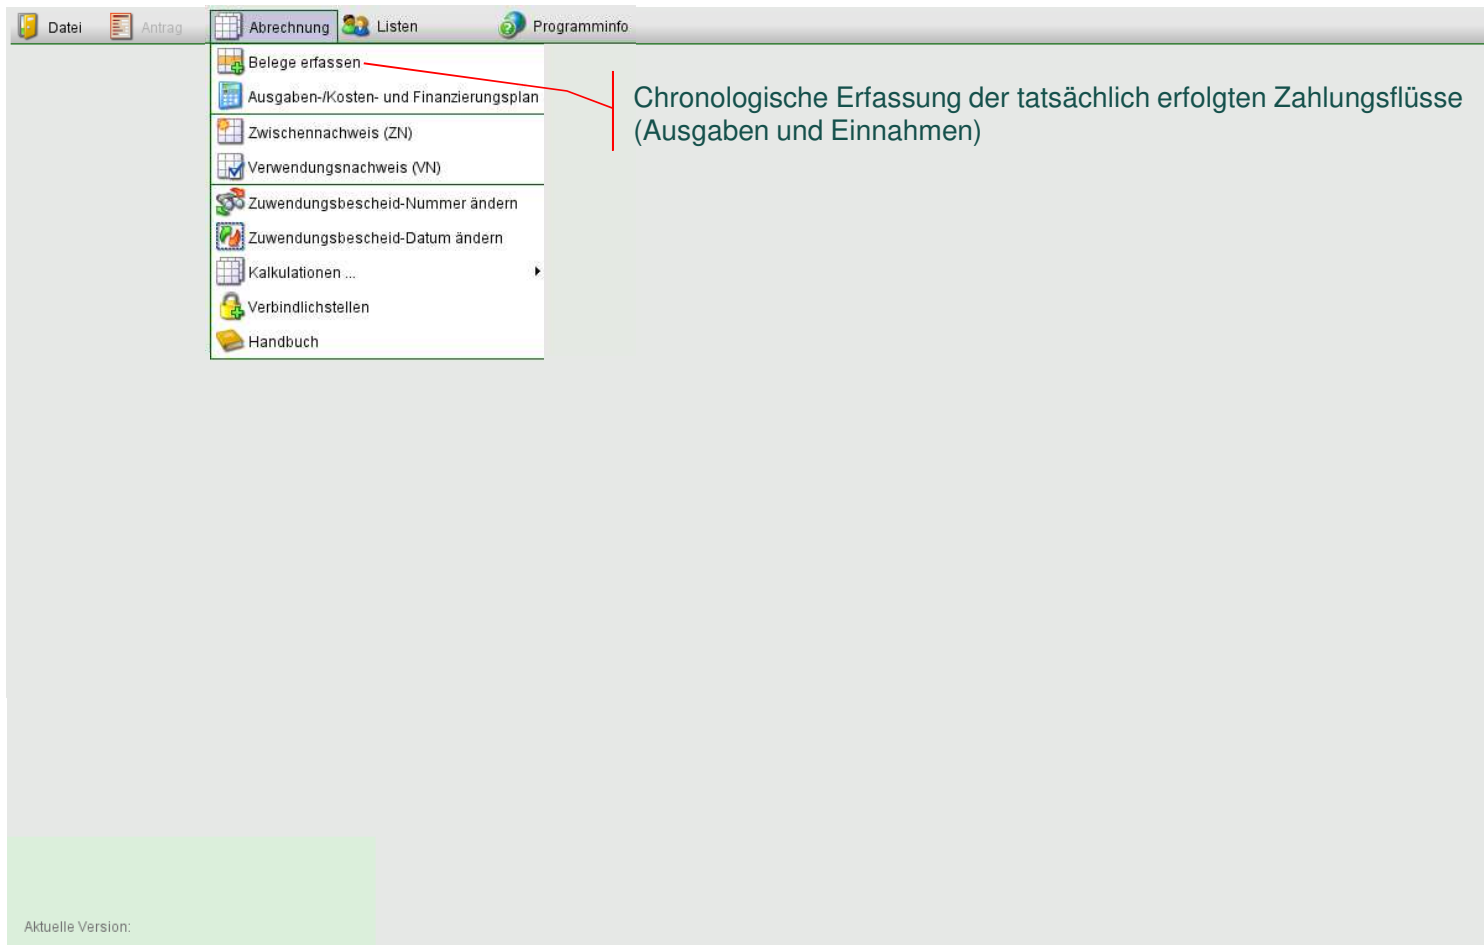 Datei Antrag Abrechnung Listen Programminfo
Belege erfassen
Ausgaben-/Kosten- und Finanzierungsplan
Zwischennachweis (ZN)
Verwendungsnachweis (VN)
Zuwendungsbescheid-Nummer ändern
Zuwendungsbescheid-Datum ändern
Kalkulationen ...
Verbindlichstellen
Handbuch
Chronologische Erfassung der tatsächlich erfolgten Zahlungsflüsse
(Ausgaben und Einnahmen)
Aktuelle Version: